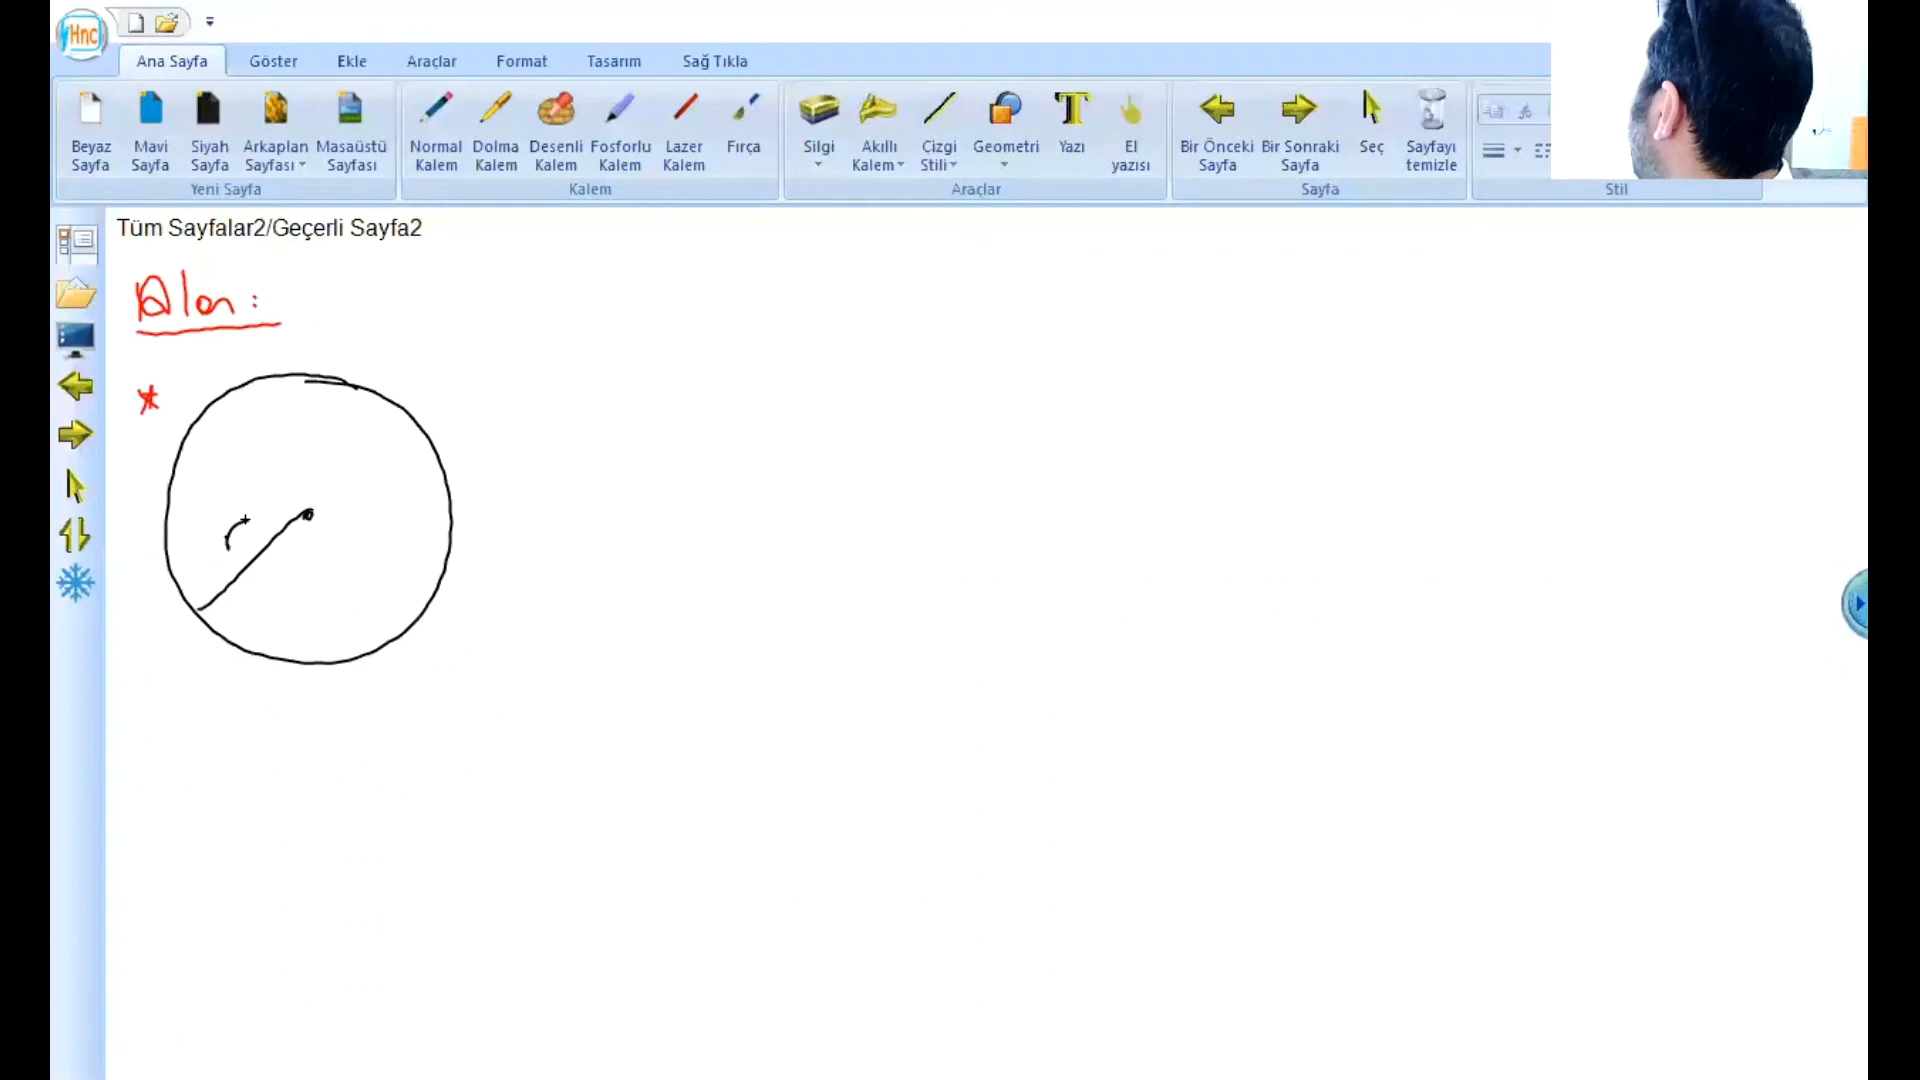 Hnc
Ana Sayfa Göster Ekle Araçlar Format Tasarım Sağ Tıkla
Beyaz Sayfa
Mavi Sayfa
Siyah Sayfa
Arkaplan Sayfası
Masaüstü Sayfası
Yeni Sayfa
Normal Kalem
Dolma Kalem
Desenli Kalem
Fosforlu Kalem
Lazer Kalem
Fırça
Kalem
Silgi
Akıllı Kalem
Çizgi Stili
Geometri
Yazı
El yazısı
Araçlar
Bir Önceki Sayfa
Bir Sonraki Sayfa
Seç
Sayfayı temizle
Sayfa
Stil
Tüm Sayfalar2/Geçerli Sayfa2
Alan:
r